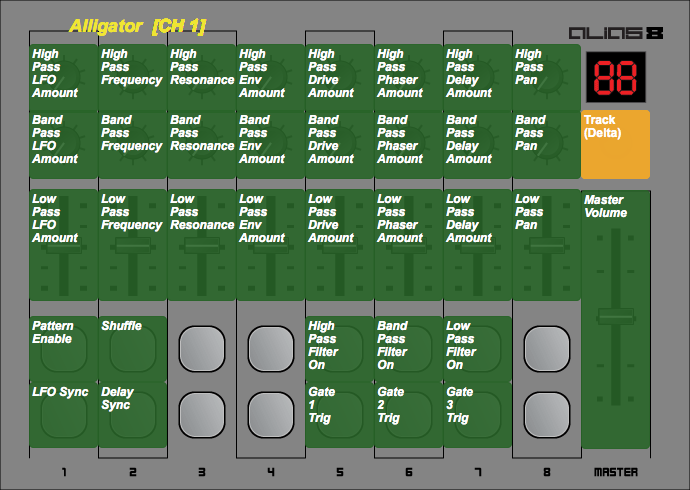 Alligator [CH 1]
ALIAS 8
High Pass LFO Amount
High Pass Frequency
High Pass Resonance
High Pass Env Amount
High Pass Drive Amount
High Pass Phaser Amount
High Pass Delay Amount
High Pass Pan
88
Band Pass LFO Amount
Band Pass Frequency
Band Pass Resonance
Band Pass Env Amount
Band Pass Drive Amount
Band Pass Phaser Amount
Band Pass Delay Amount
Band Pass Pan
Track (Delta)
Low Pass LFO Amount
Low Pass Frequency
Low Pass Resonance
Low Pass Env Amount
Low Pass Drive Amount
Low Pass Phaser Amount
Low Pass Delay Amount
Low Pass Pan
Master Volume
Pattern Enable
Shuffle
High Pass Filter On
Band Pass Filter On
Low Pass Filter On
LFO Sync
Delay Sync
Gate 1 Trig
Gate 2 Trig
Gate 3 Trig
1 2 3 4 5 6 7 8 MASTER